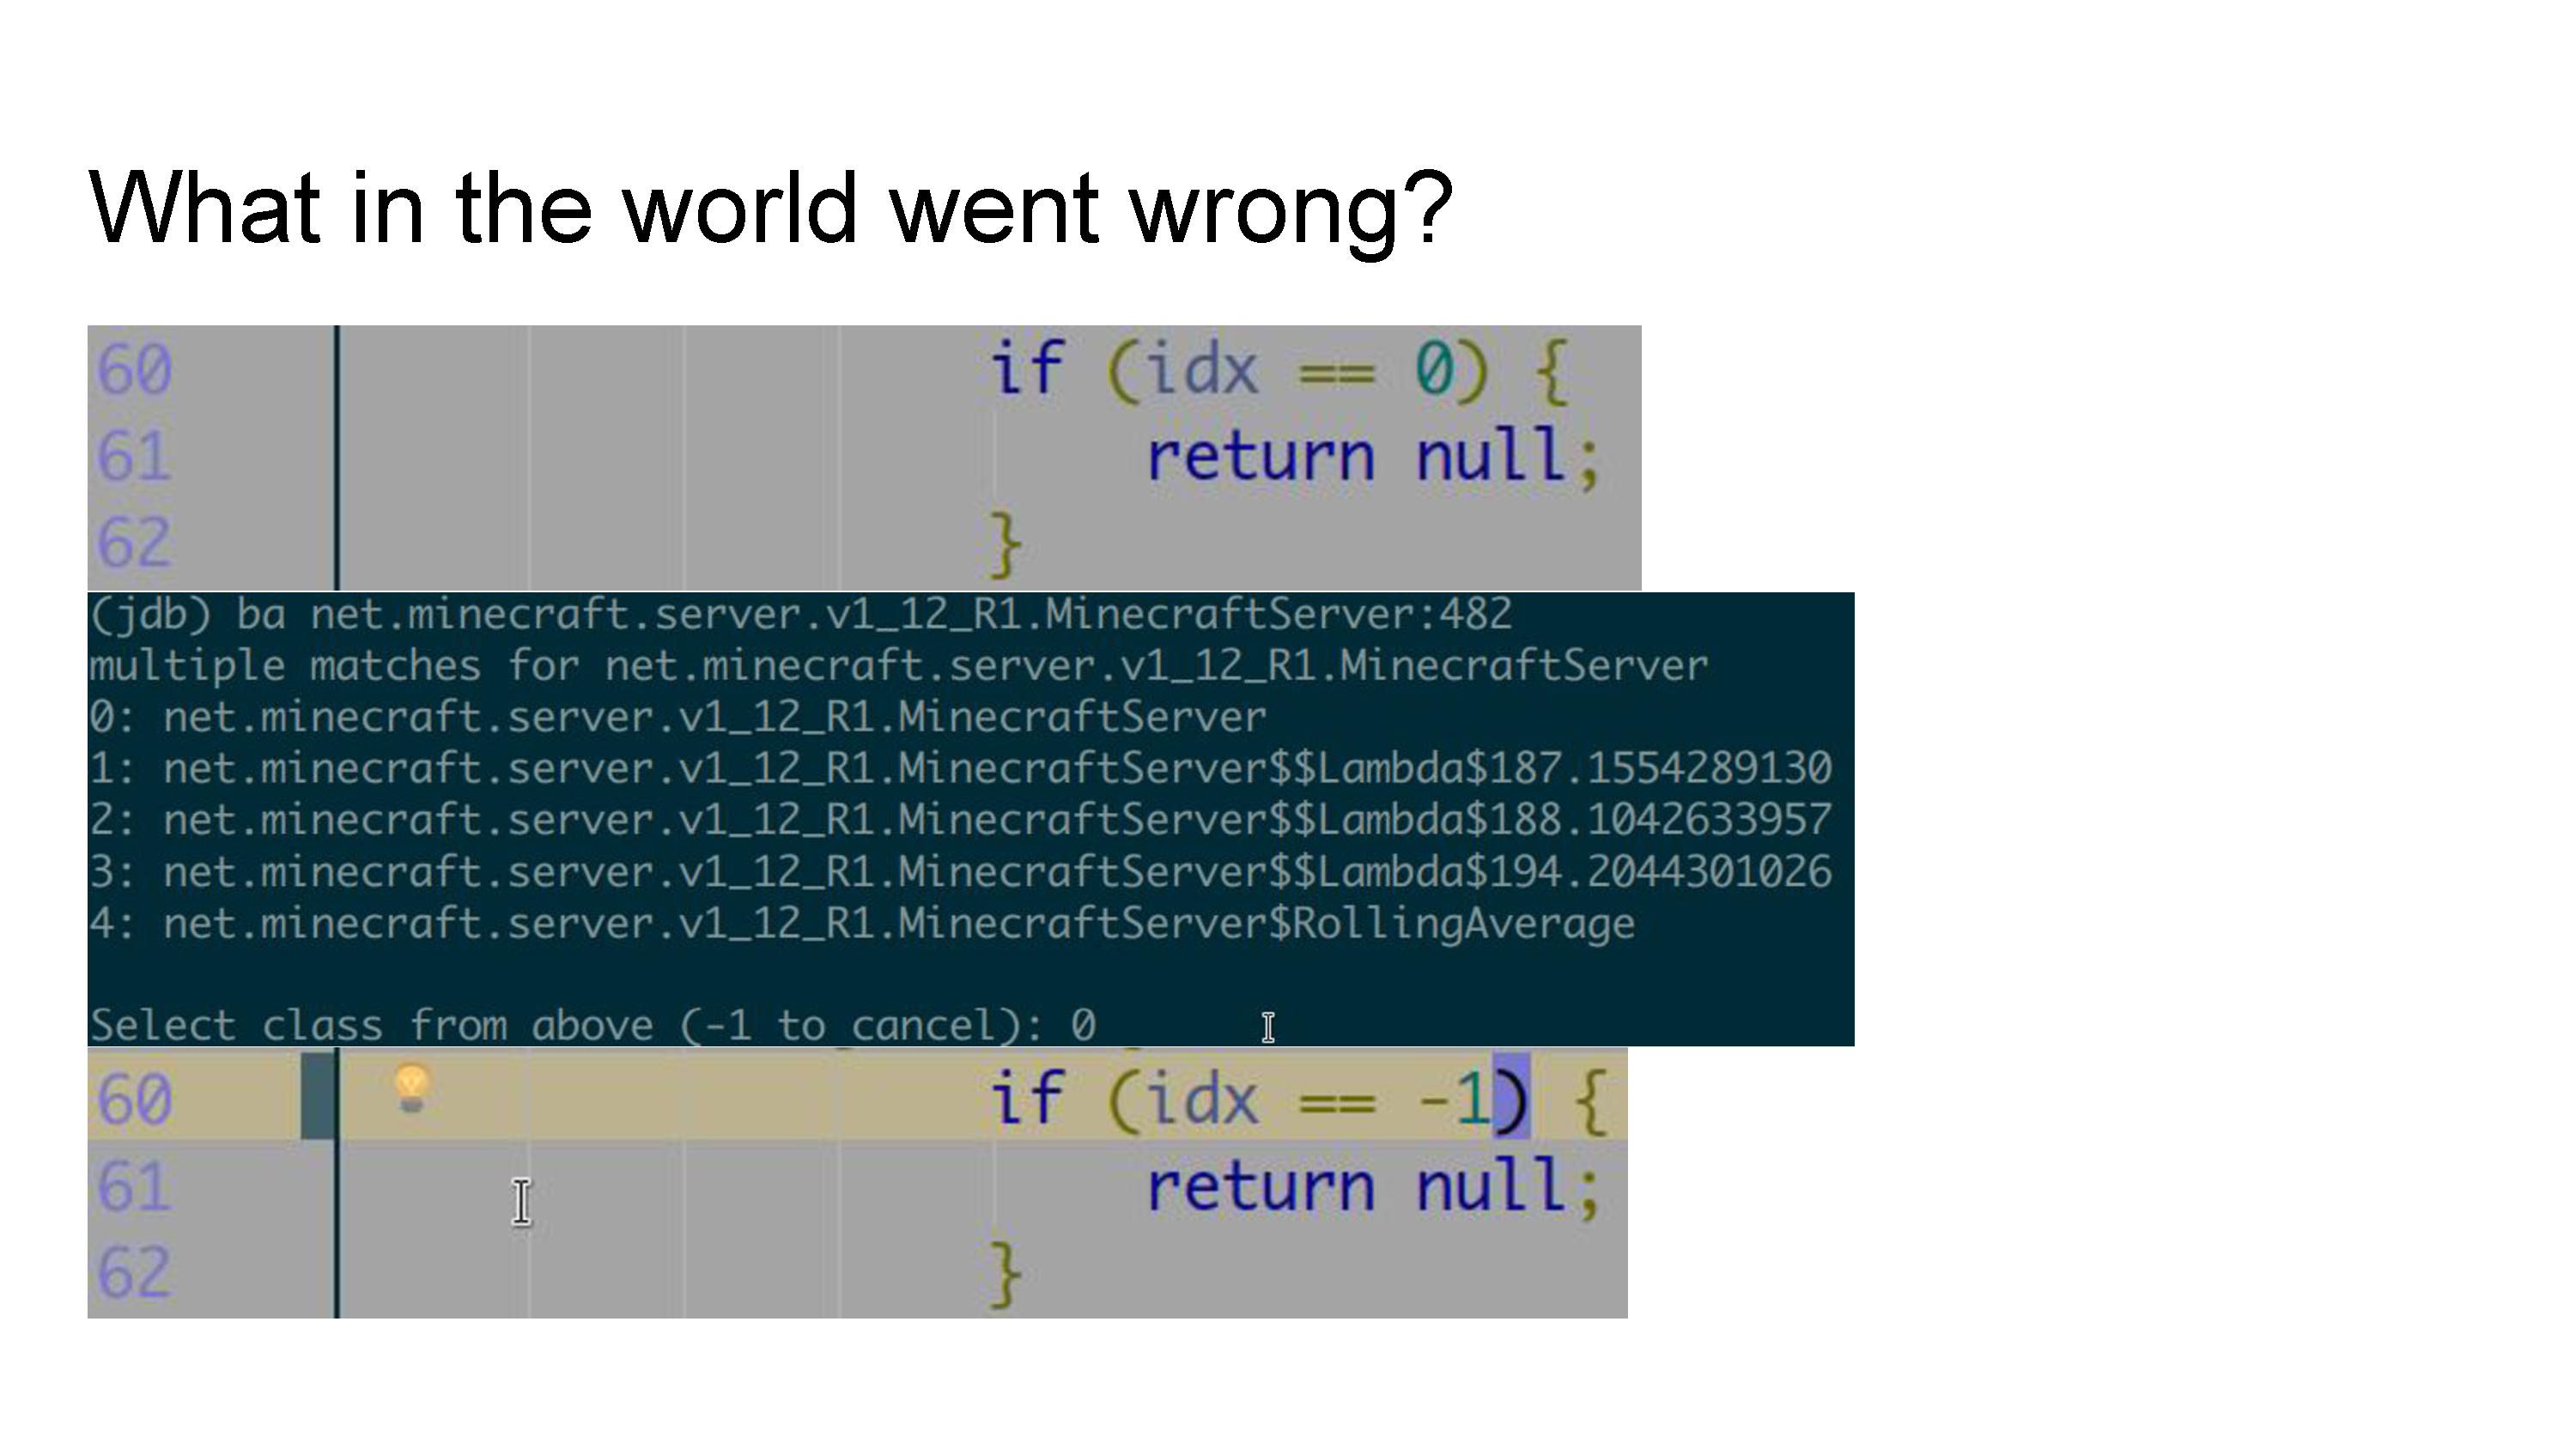 What in the world went wrong?
60 if (idx == 0) {
61 return null;
62 }
(jdb) ba net.minecraft.server.v1_12_R1.MinecraftServer:482
multiple matches for net.minecraft.server.v1_12_R1.MinecraftServer
0: net.minecraft.server.v1_12_R1.MinecraftServer
1: net.minecraft.server.v1_12_R1.MinecraftServer$$Lambda$187.1554289130
2: net.minecraft.server.v1_12_R1.MinecraftServer$$Lambda$188.1042633957
3: net.minecraft.server.v1_12_R1.MinecraftServer$$Lambda$194.2044301026
4: net.minecraft.server.v1_12_R1.MinecraftServer$RollingAverage
Select class from above (-1 to cancel): 0
60 if (idx == -1) {
61 return null;
62 }